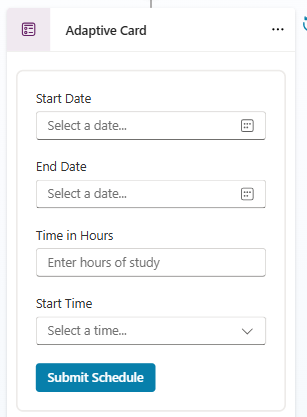 Adaptive Card
Start Date
Select a date...
End Date
Select a date...
Time in Hours
Enter hours of study
Start Time
Select a time...
Submit Schedule